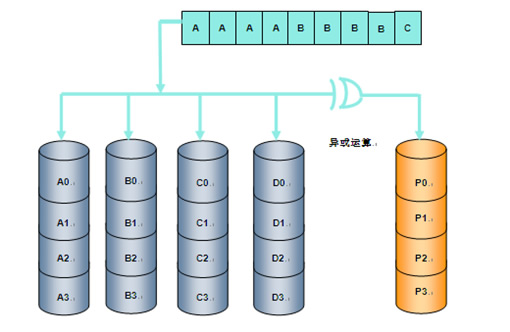 A A A A B B B B C
异或运算
A0 B0 C0 D0 P0
A1 B1 C1 D1 P1
A2 B2 C2 D2 P2
A3 B3 C3 D3 P3